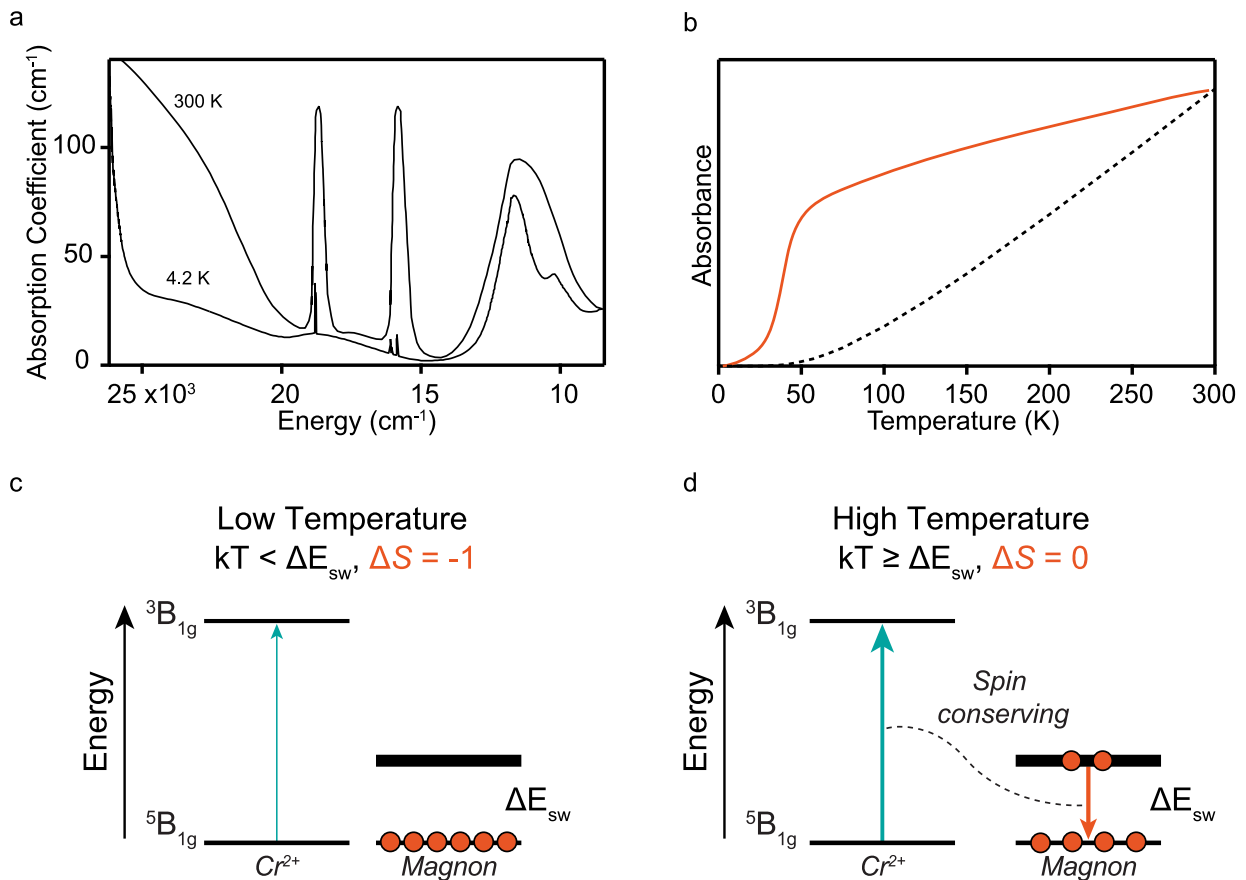 a
Absorption Coefficient (cm⁻¹)
100
50
0
300 K
4.2 K
25 x10³
20
15
10
Energy (cm⁻¹)
b
Absorbance
0
50
100
150
200
250
300
Temperature (K)
c
Low Temperature
kT < ΔE_sw, ΔS = -1
Energy
³B₁g
⁵B₁g
Cr²⁺
ΔE_sw
Magnon
d
High Temperature
kT ≥ ΔE_sw, ΔS = 0
Energy
³B₁g
Spin
conserving
⁵B₁g
Cr²⁺
ΔE_sw
Magnon